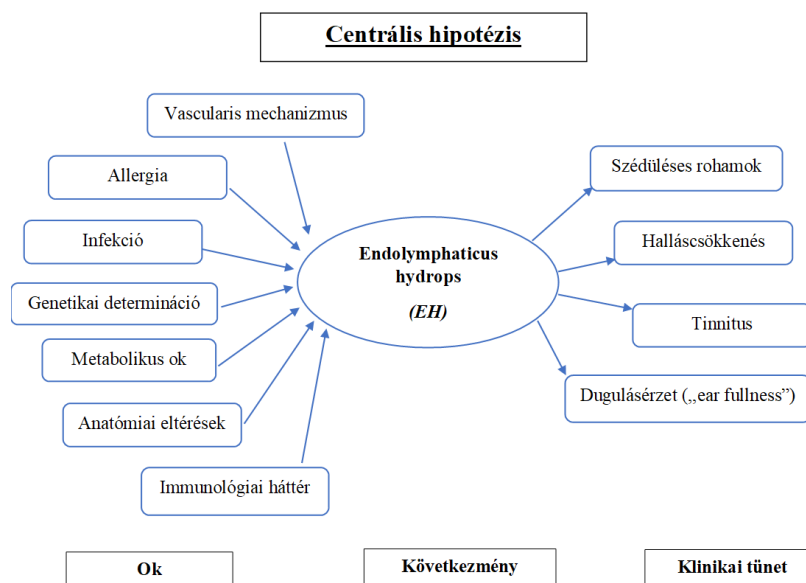 Centrális hipotézis
Vascularis mechanizmus
Allergia
Infekció
Genetikai determináció
Metabolikus ok
Anatómiai eltérések
Immunológiai háttér
Endolymphaticus
hydrops
(EH)
Szédüléses rohamok
Halláscsökkenés
Tinnitus
Dugulásérzet („ear fullness”)
Ok
Következmény
Klinikai tünet